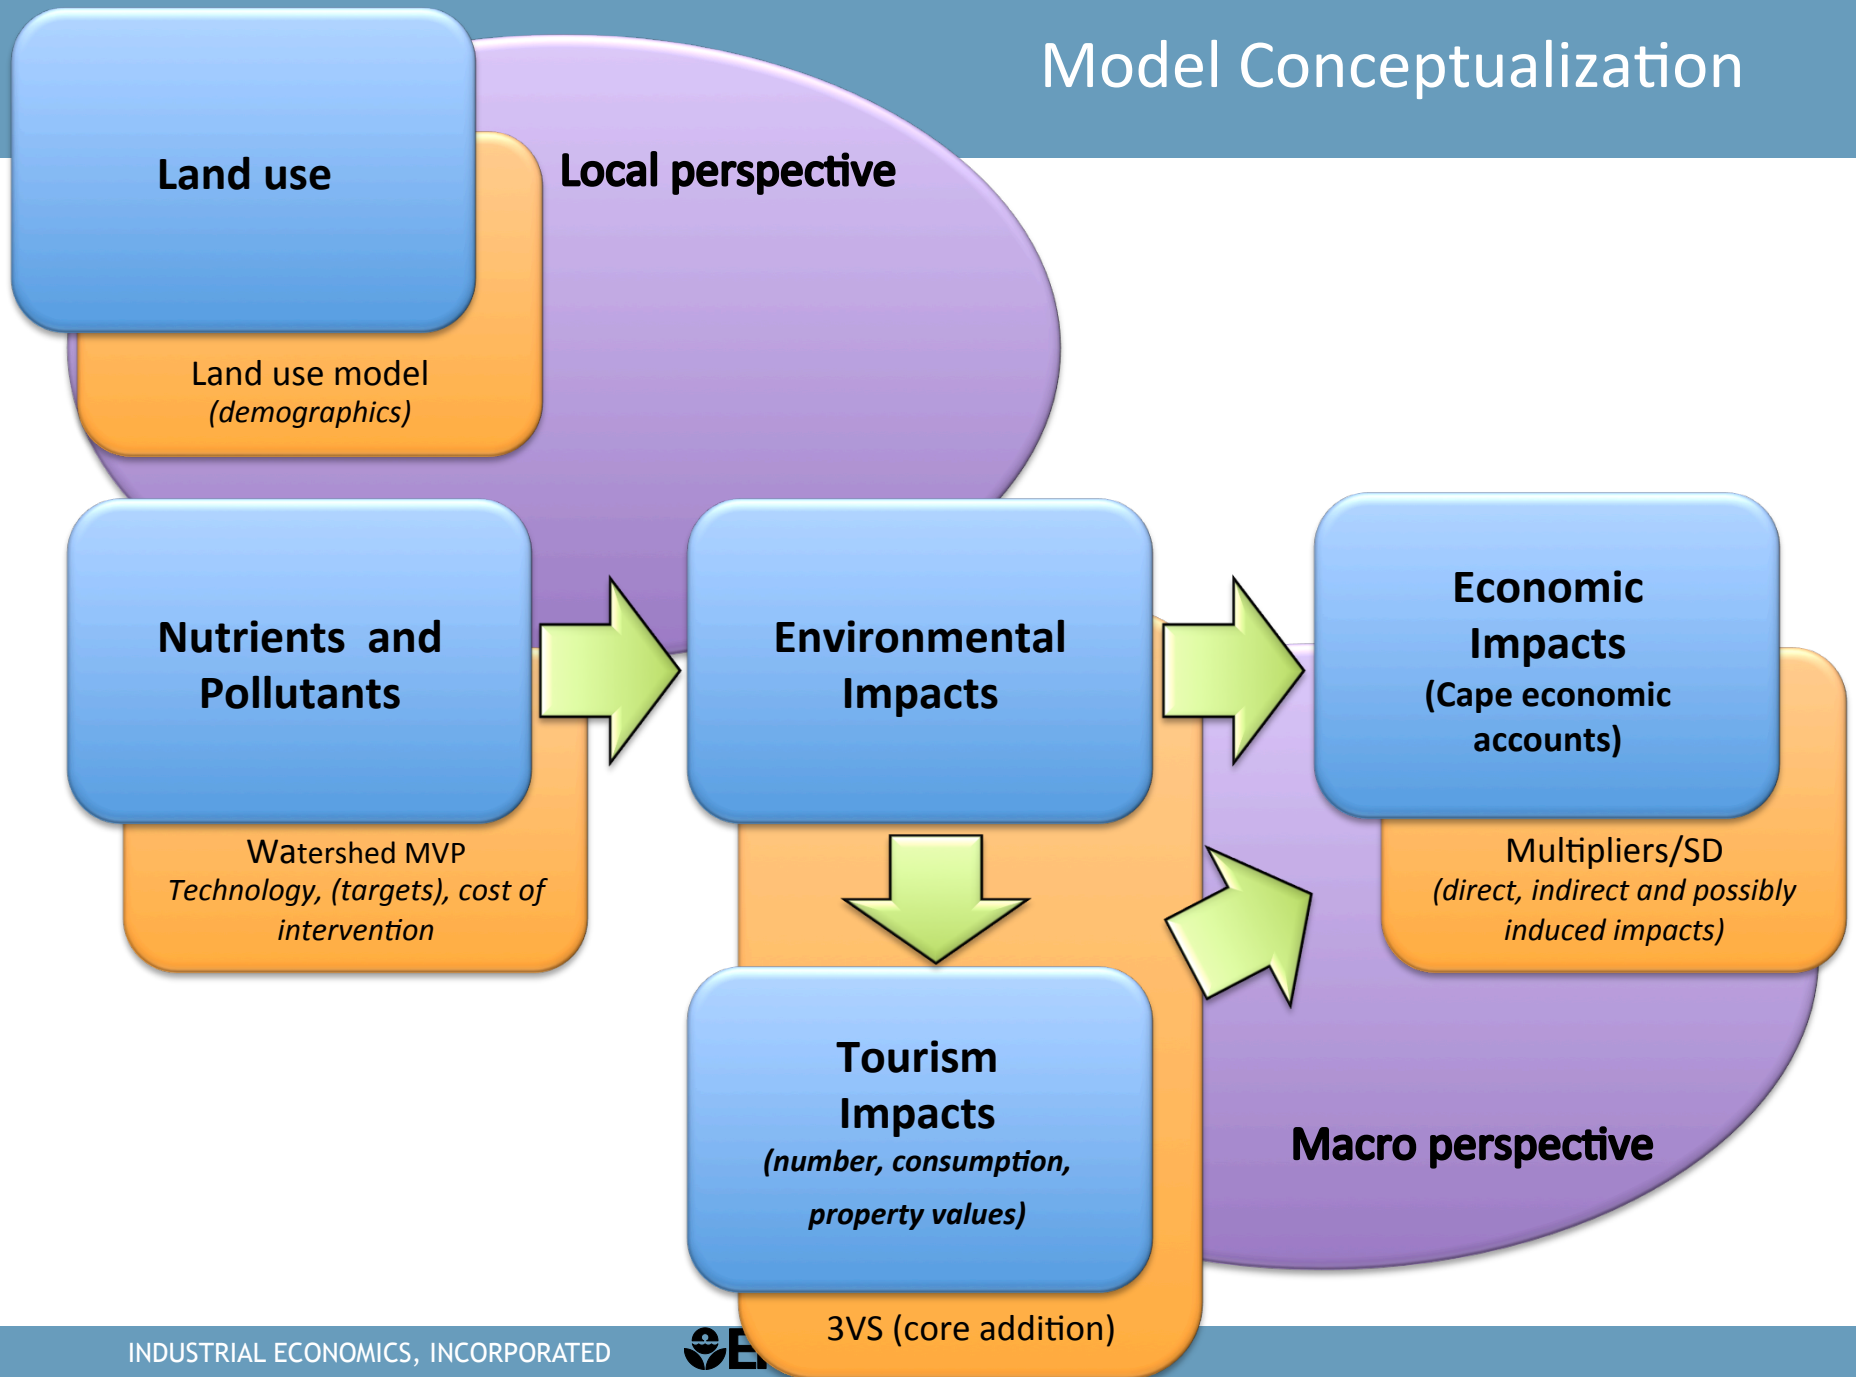 Model Conceptualization
Land use
Local perspective
Land use model
(demographics)
Nutrients and
Pollutants
Watershed MVP
Technology, (targets), cost of
intervention
Environmental
Impacts
Economic
Impacts
(Cape economic
accounts)
Multipliers/SD
(direct, indirect and possibly
induced impacts)
Tourism
Impacts
(number, consumption,
property values)
Macro perspective
3VS (core addition)
INDUSTRIAL ECONOMICS, INCORPORATED